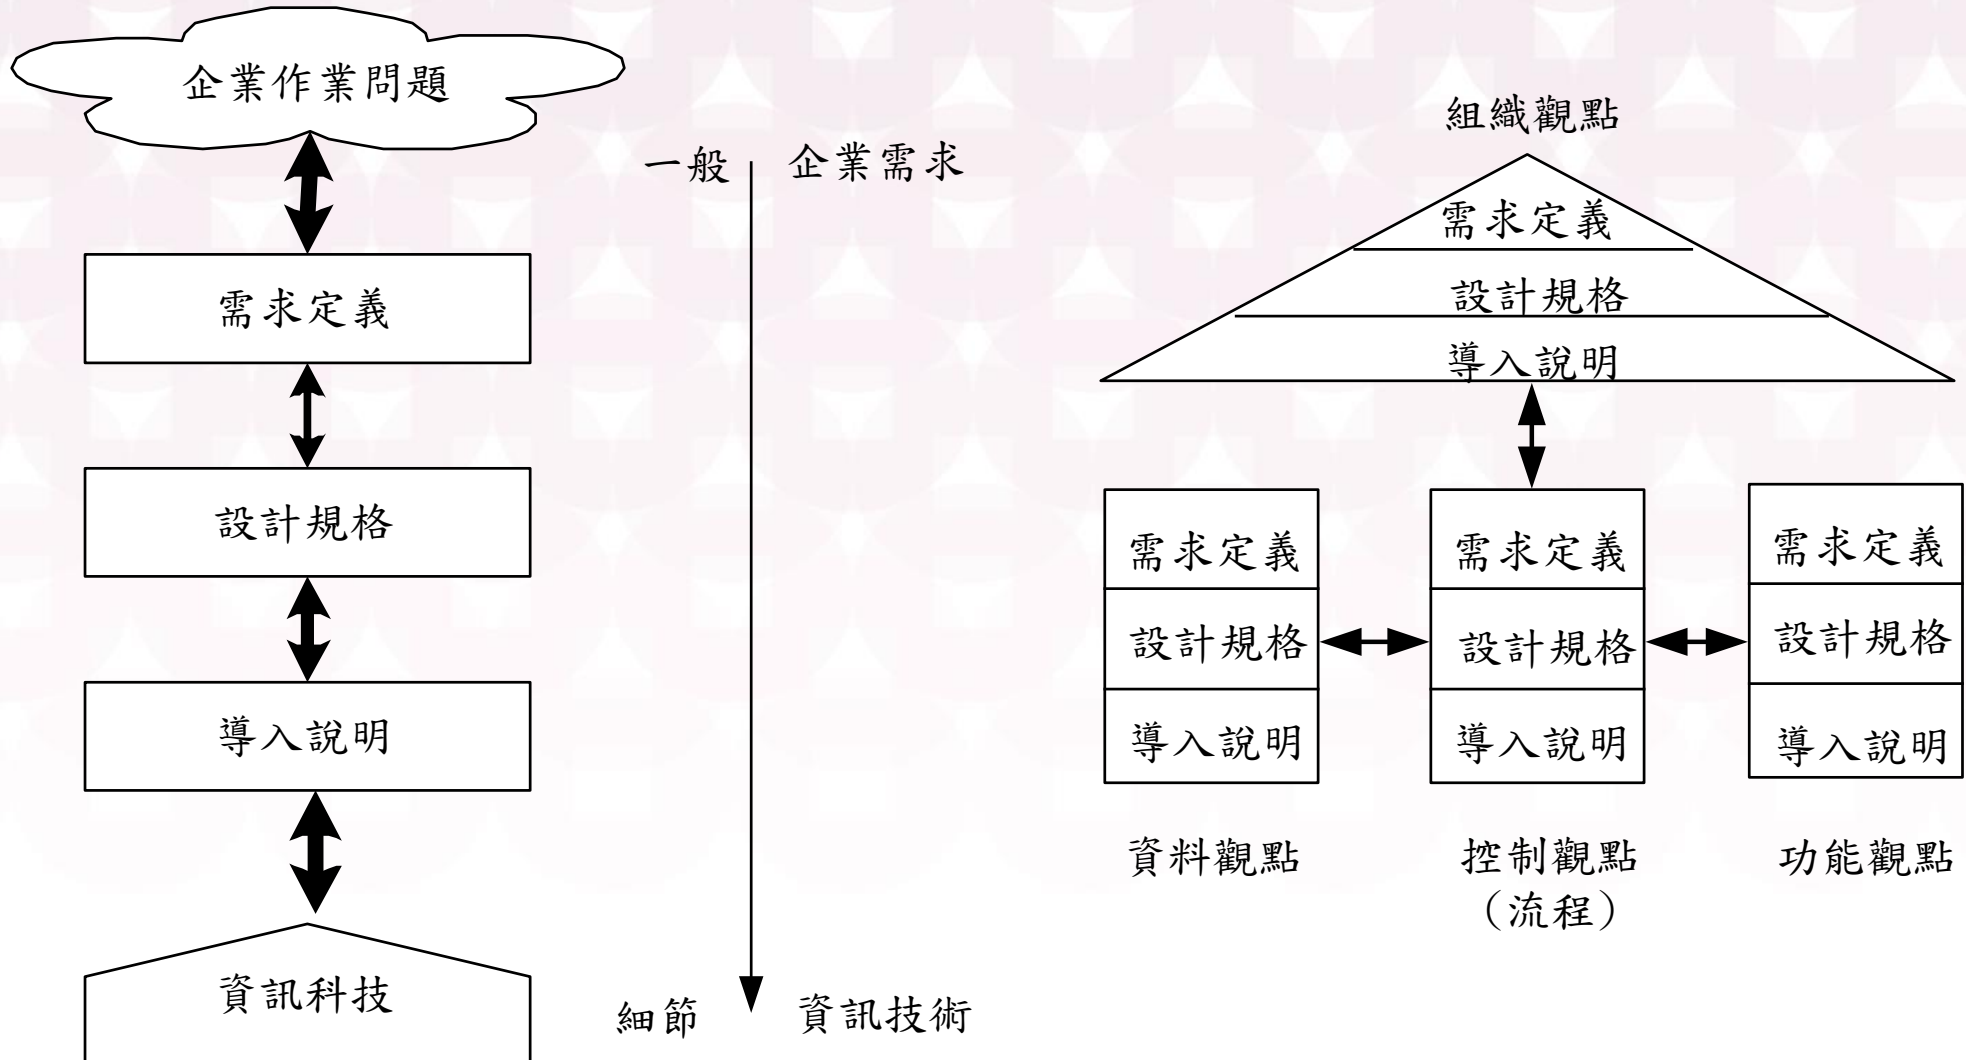 企業作業問題
需求定義
設計規格
導入說明
資訊科技
一般
企業需求
細節
資訊技術
組織觀點
需求定義
設計規格
導入說明
需求定義
設計規格
導入說明
資料觀點
需求定義
設計規格
導入說明
控制觀點
（流程）
需求定義
設計規格
導入說明
功能觀點